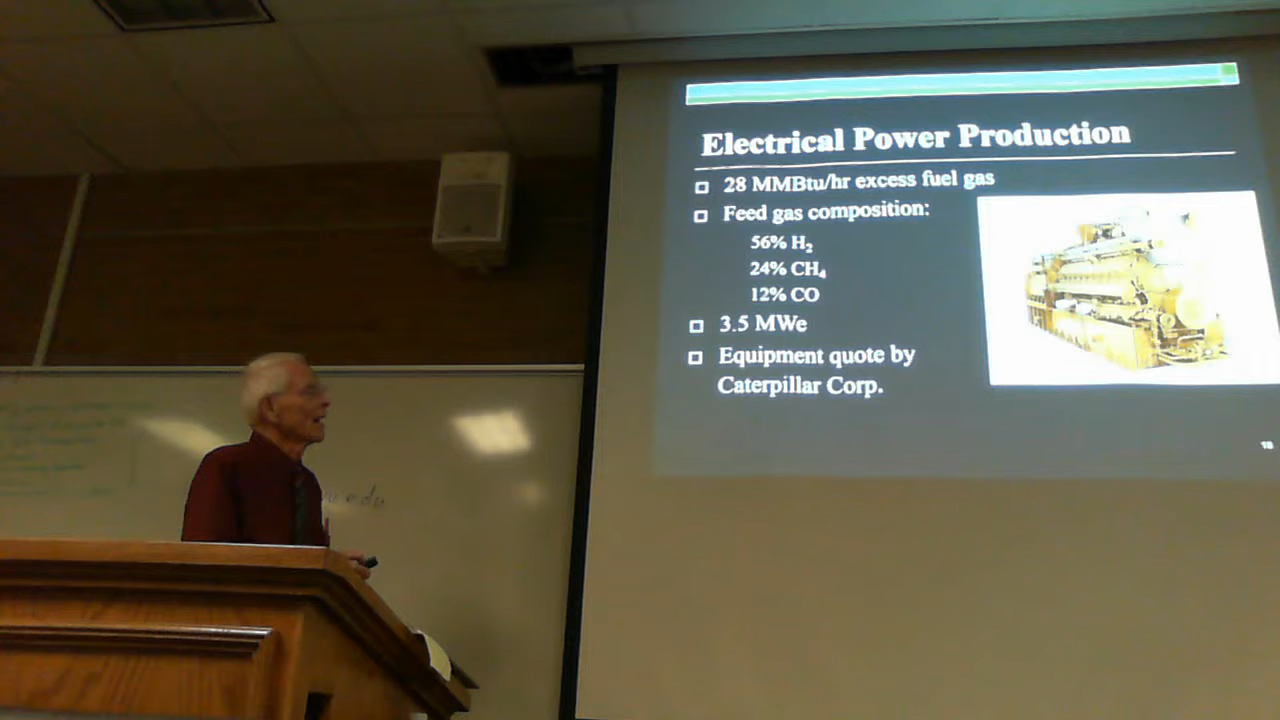 Electrical Power Production
28 MMBtu/hr excess fuel gas
Feed gas composition:
56% H₂
24% CH₄
12% CO
3.5 MWe
Equipment quote by
Caterpillar Corp.